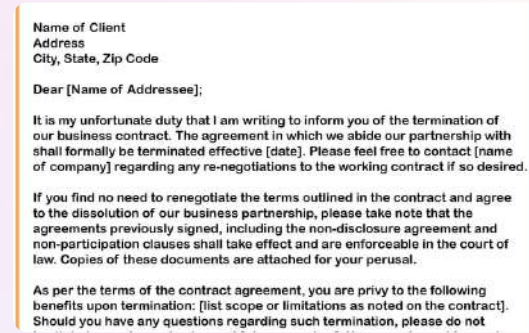 Name of Client
Address
City, State, Zip Code
Dear [Name of Addressee];
It is my unfortunate duty that I am writing to inform you of the termination of
our business contract. The agreement in which we abide our partnership with
shall formally be terminated effective [date]. Please feel free to contact [name
of company] regarding any re-negotiations to the working contract if so desired.
If you find no need to renegotiate the terms outlined in the contract and agree
to the dissolution of our business partnership, please take note that the
agreements previously signed, including the non-disclosure agreement and
non-participation clauses shall take effect and are enforceable in the court of
law. Copies of these documents are attached for your perusal.
As per the terms of the contract agreement, you are privy to the following
benefits upon termination: [list scope or limitations as noted on the contract].
Should you have any questions regarding such termination, please do not